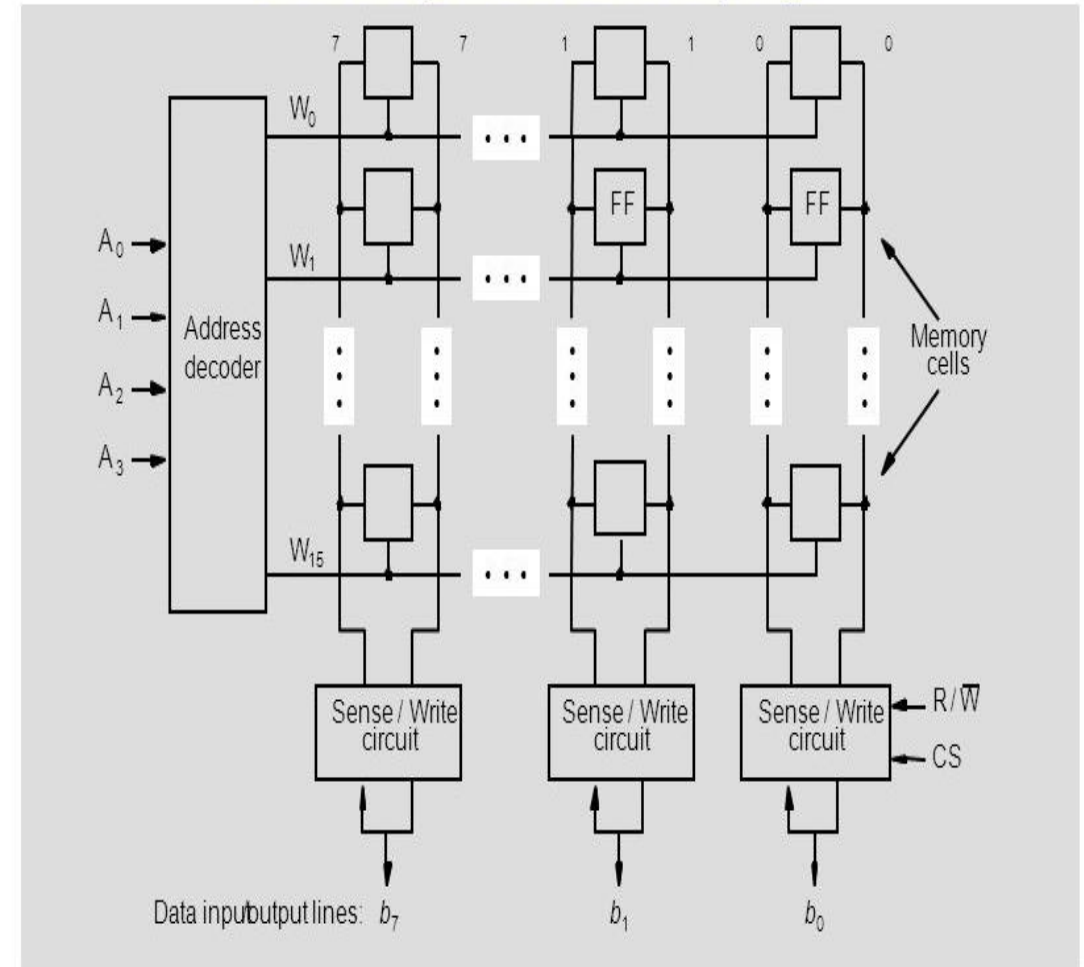 7 7 1 1 0 0
W0
FF FF
A0
W1
A1
Address
decoder
Memory
cells
A2
A3
W15
Sense / Write
circuit
Sense / Write
circuit
Sense / Write
circuit
R / W̅
CS
Data input/output lines: b7 b1 b0